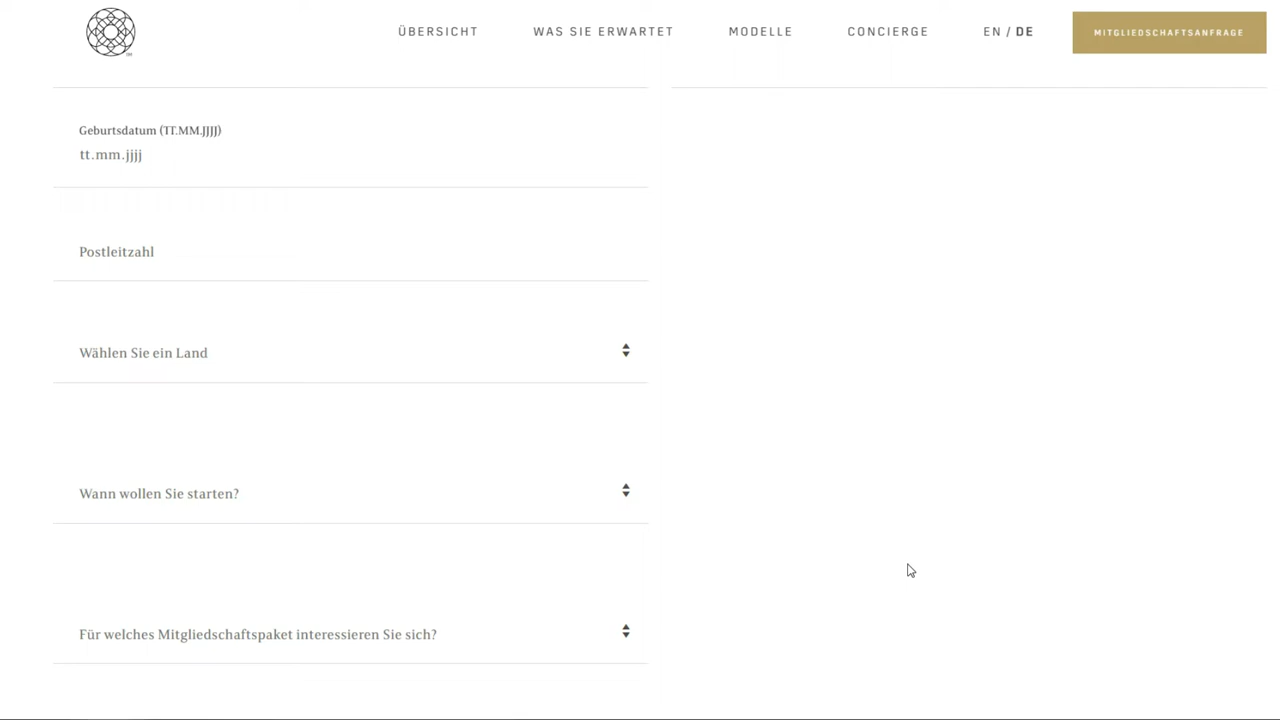 ÜBERSICHT WAS SIE ERWARTET MODELLE CONCIERGE EN / DE MITGLIEDSCHAFTSANFRAGE
Geburtsdatum (TT.MM.JJJJ)
tt.mm.jjjj
Postleitzahl
Wählen Sie ein Land
Wann wollen Sie starten?
Für welches Mitgliedschaftspaket interessieren Sie sich?